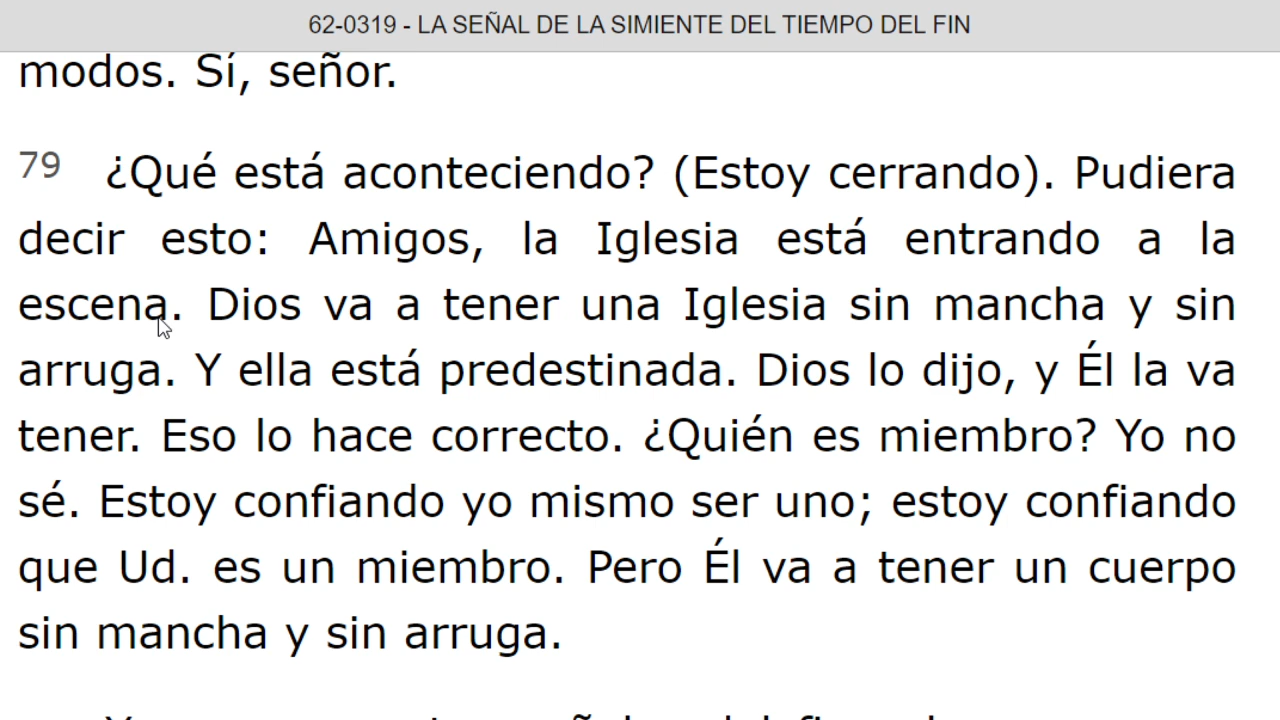 62-0319 - LA SEÑAL DE LA SIMIENTE DEL TIEMPO DEL FIN
modos. Sí, señor.
79 ¿Qué está aconteciendo? (Estoy cerrando). Pudiera
decir esto: Amigos, la Iglesia está entrando a la
escena. Dios va a tener una Iglesia sin mancha y sin
arruga. Y ella está predestinada. Dios lo dijo, y Él la va
tener. Eso lo hace correcto. ¿Quién es miembro? Yo no
sé. Estoy confiando yo mismo ser uno; estoy confiando
que Ud. es un miembro. Pero Él va a tener un cuerpo
sin mancha y sin arruga.